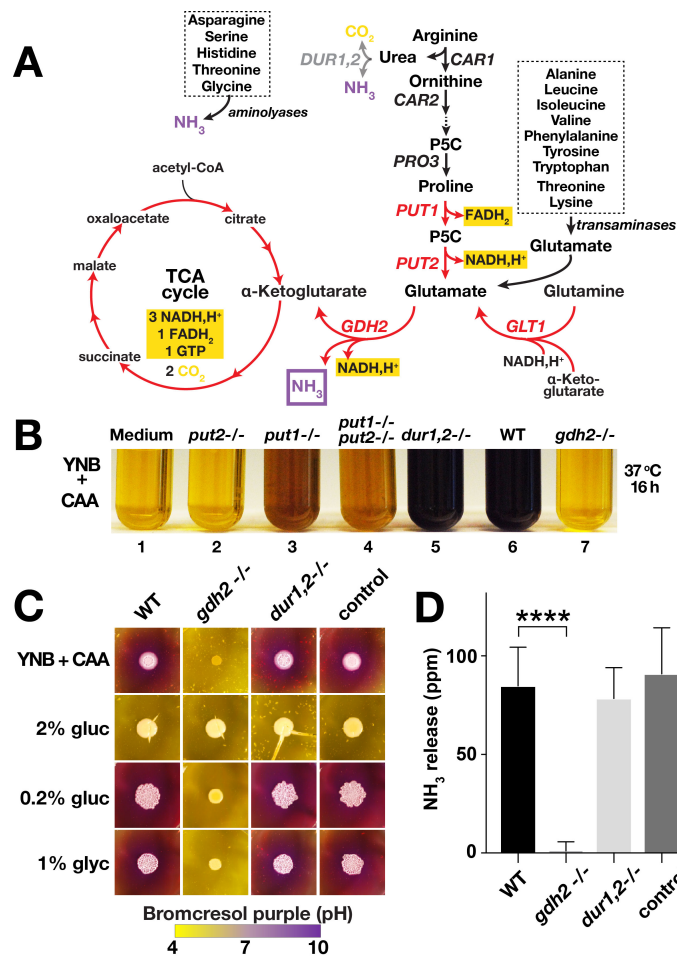 A
Asparagine
Serine
Histidine
Threonine
Glycine
NH3
aminolyases
CO2
DUR1,2
NH3
Urea
Arginine
CAR1
Ornithine
CAR2
P5C
PRO3
Proline
PUT1
FADH2
P5C
PUT2
NADH,H+
Glutamate
Alanine
Leucine
Isoleucine
Valine
Phenylalanine
Tyrosine
Tryptophan
Threonine
Lysine
transaminases
Glutamate
Glutamine
GLT1
NADH,H+
α-Keto-
glutarate
acetyl-CoA
oxaloacetate
citrate
malate
TCA
cycle
α-Ketoglutarate
3 NADH,H+
1 FADH2
1 GTP
2 CO2
succinate
GDH2
NH3
NADH,H+
B
Medium put2-/- put1-/- put1-/- put2-/- dur1,2-/- WT gdh2-/-
YNB
+
CAA
37 ºC
16 h
1 2 3 4 5 6 7
C
WT gdh2 -/- dur1,2-/- control
YNB + CAA
2% gluc
0.2% gluc
1% glyc
Bromcresol purple (pH)
4 7 10
D
****
NH3 release (ppm)
100
50
0
WT gdh2-/- dur1,2-/-